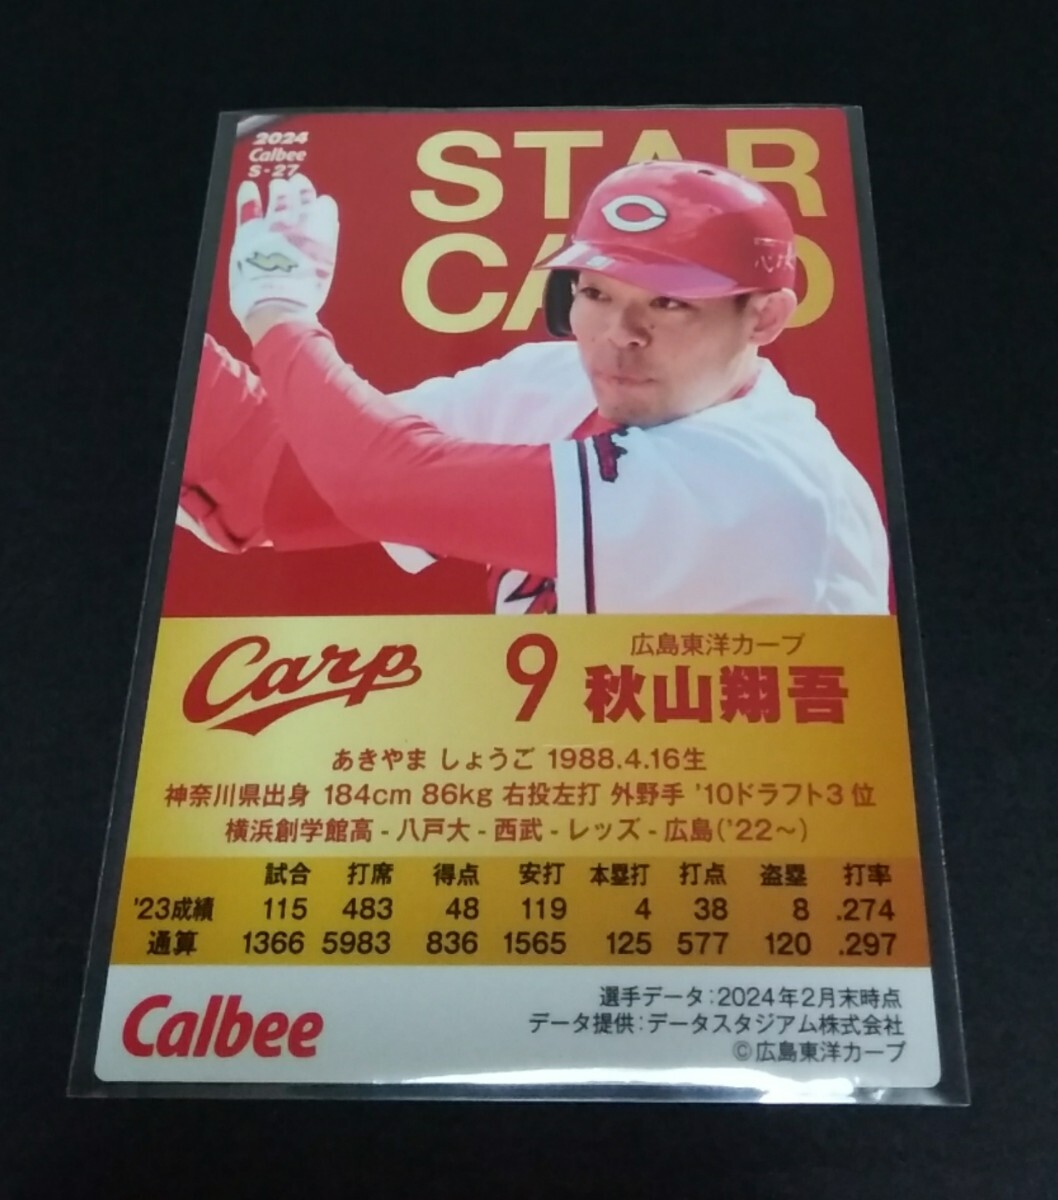 2024
Calbee
S-27
STAR
CARD
C
Carp
9
広島東洋カープ
秋山翔吾
あきやま しょうご 1988.4.16生
神奈川県出身 184cm 86kg 右投左打 外野手 '10ドラフト3位
横浜創学館高 - 八戸大 - 西武 - レッズ - 広島('22～)
試合 打席 得点 安打 本塁打 打点 盗塁 打率
'23成績 115 483 48 119 4 38 8 .274
通算 1366 5983 836 1565 125 577 120 .297
Calbee
選手データ：2024年2月末時点
データ提供：データスタジアム株式会社
©広島東洋カープ